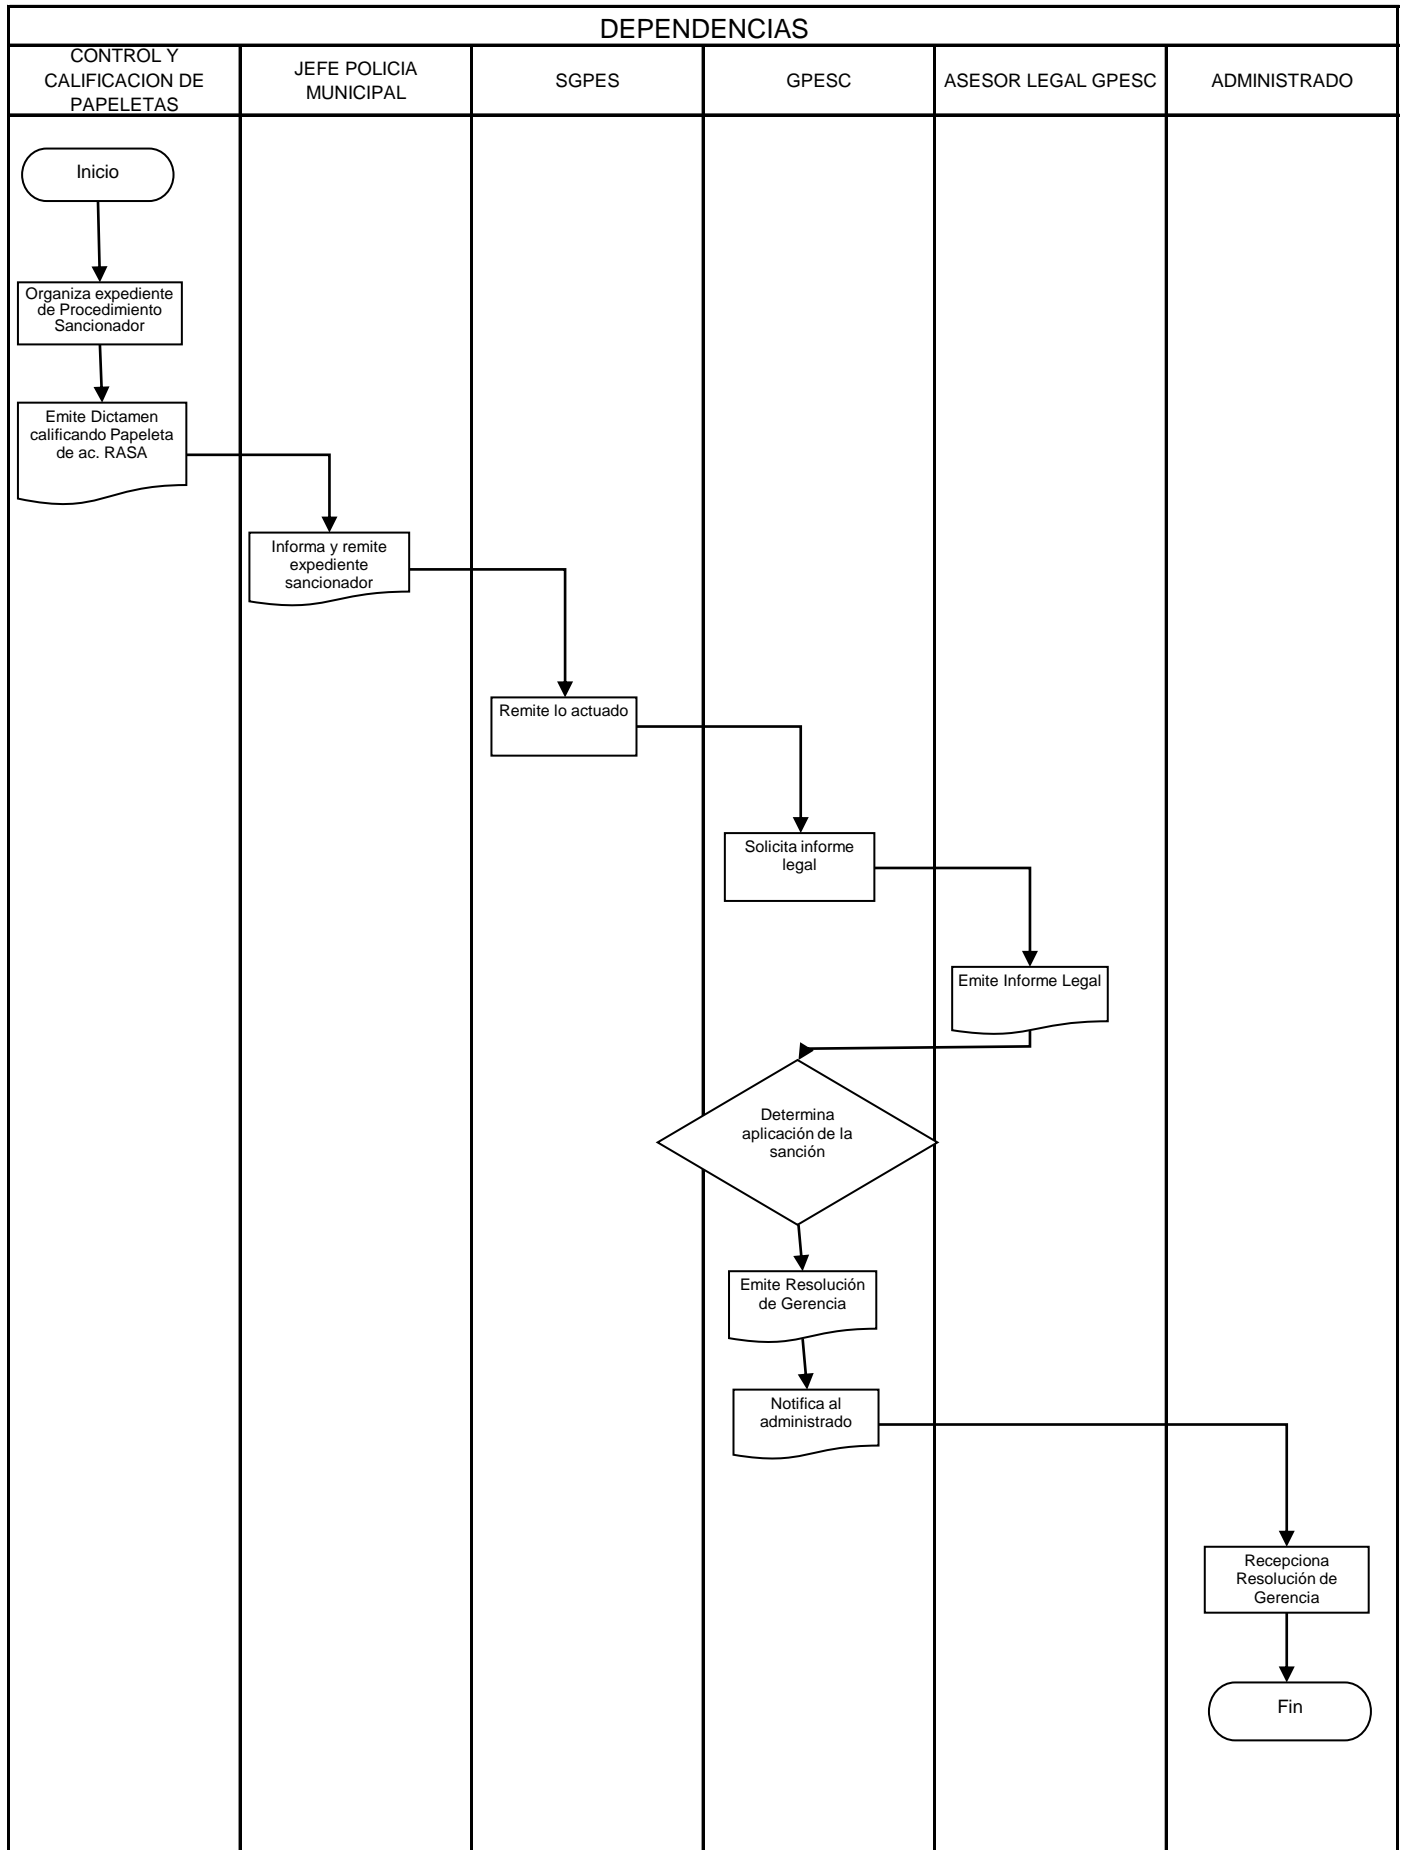 DEPENDENCIAS
CONTROL Y
CALIFICACION DE
PAPELETAS
JEFE POLICIA
MUNICIPAL
SGPES
GPESC
ASESOR LEGAL GPESC
ADMINISTRADO
Inicio
Organiza expediente
de Procedimiento
Sancionador
Emite Dictamen
calificando Papeleta
de ac. RASA
Informa y remite
expediente
sancionador
Remite lo actuado
Solicita informe
legal
Emite Informe Legal
Determina
aplicación de la
sanción
Emite Resolución
de Gerencia
Notifica al
administrado
Recepciona
Resolución de
Gerencia
Fin